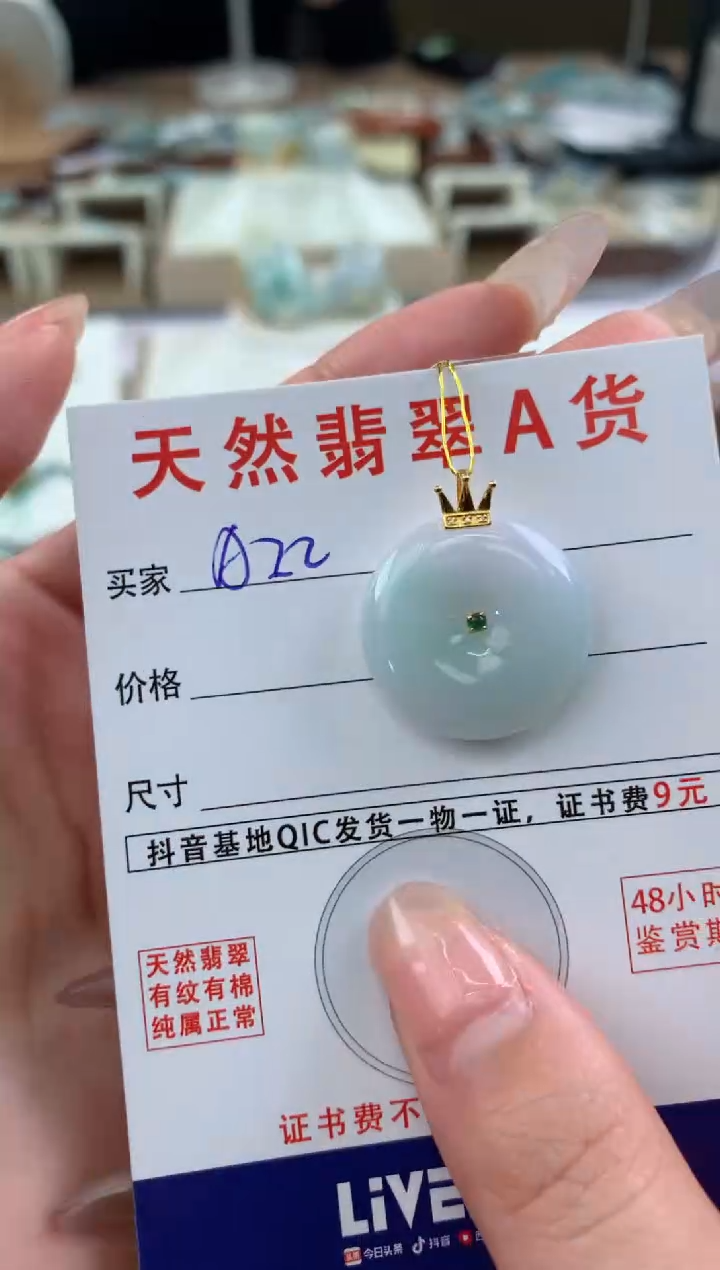 天然翡翠A货
买家 A22
价格
尺寸
抖音基地QIC发货一物一证，证书费9元
48小时
鉴赏期
天然翡翠
有纹有棉
纯属正常
证书费不
LiVE
今日头条 抖音